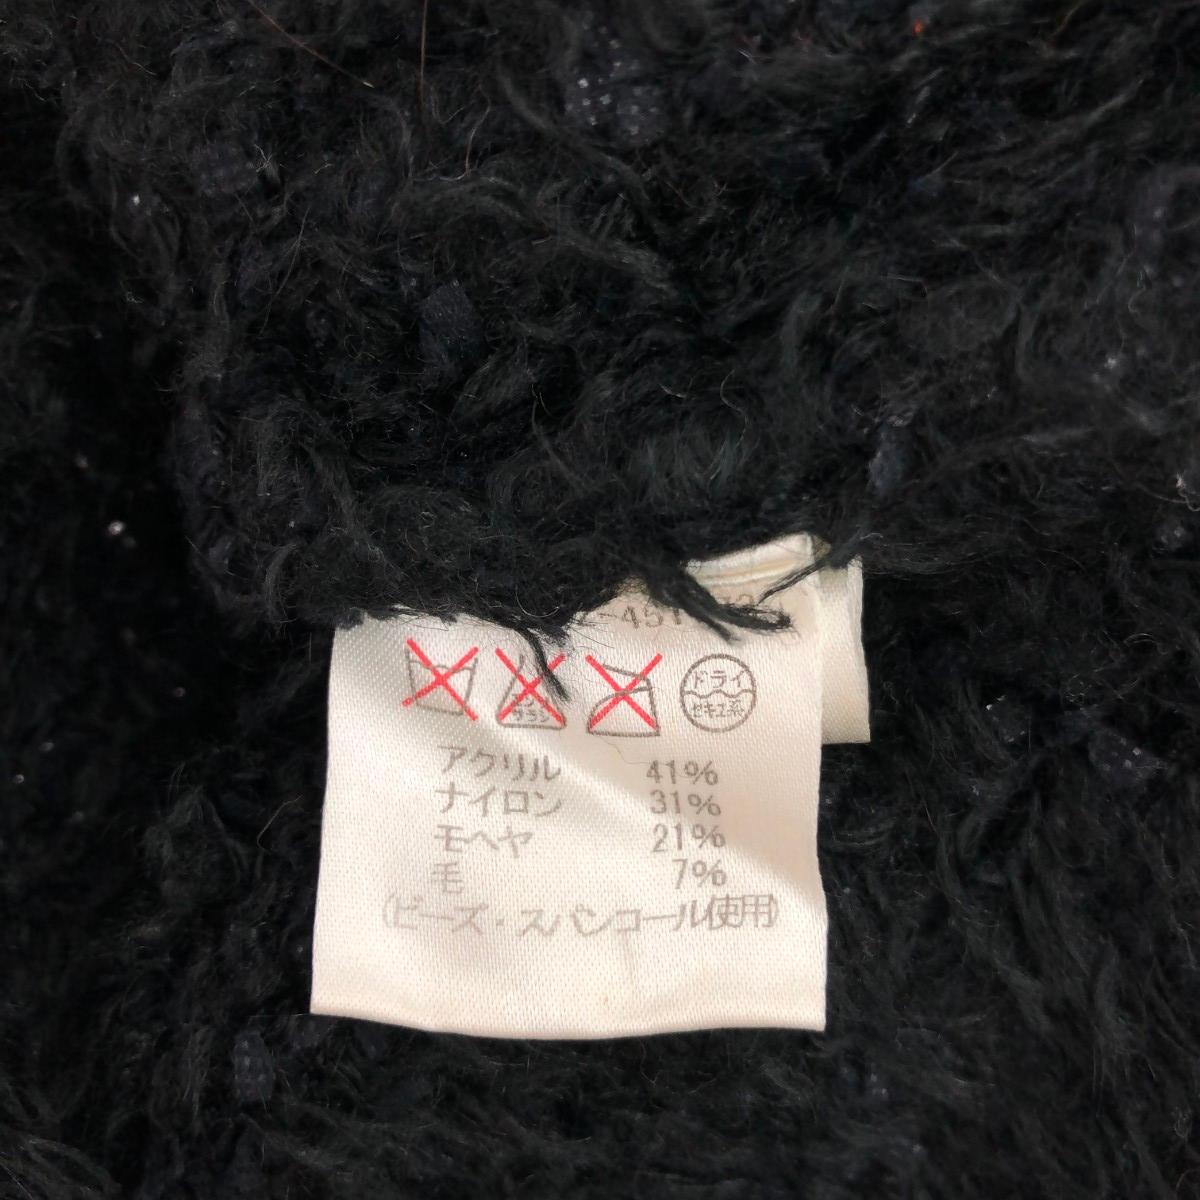 ドライ
セキユ系
アクリル 41%
ナイロン 31%
モヘヤ 21%
毛 7%
(ビーズ・スパンコール使用)